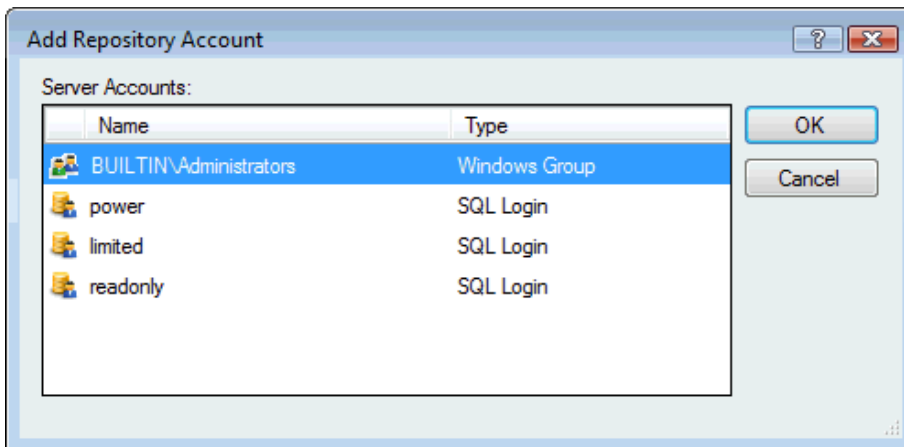 Add Repository Account
Server Accounts:
Name Type
BUILTIN\Administrators Windows Group
power SQL Login
limited SQL Login
readonly SQL Login
OK
Cancel